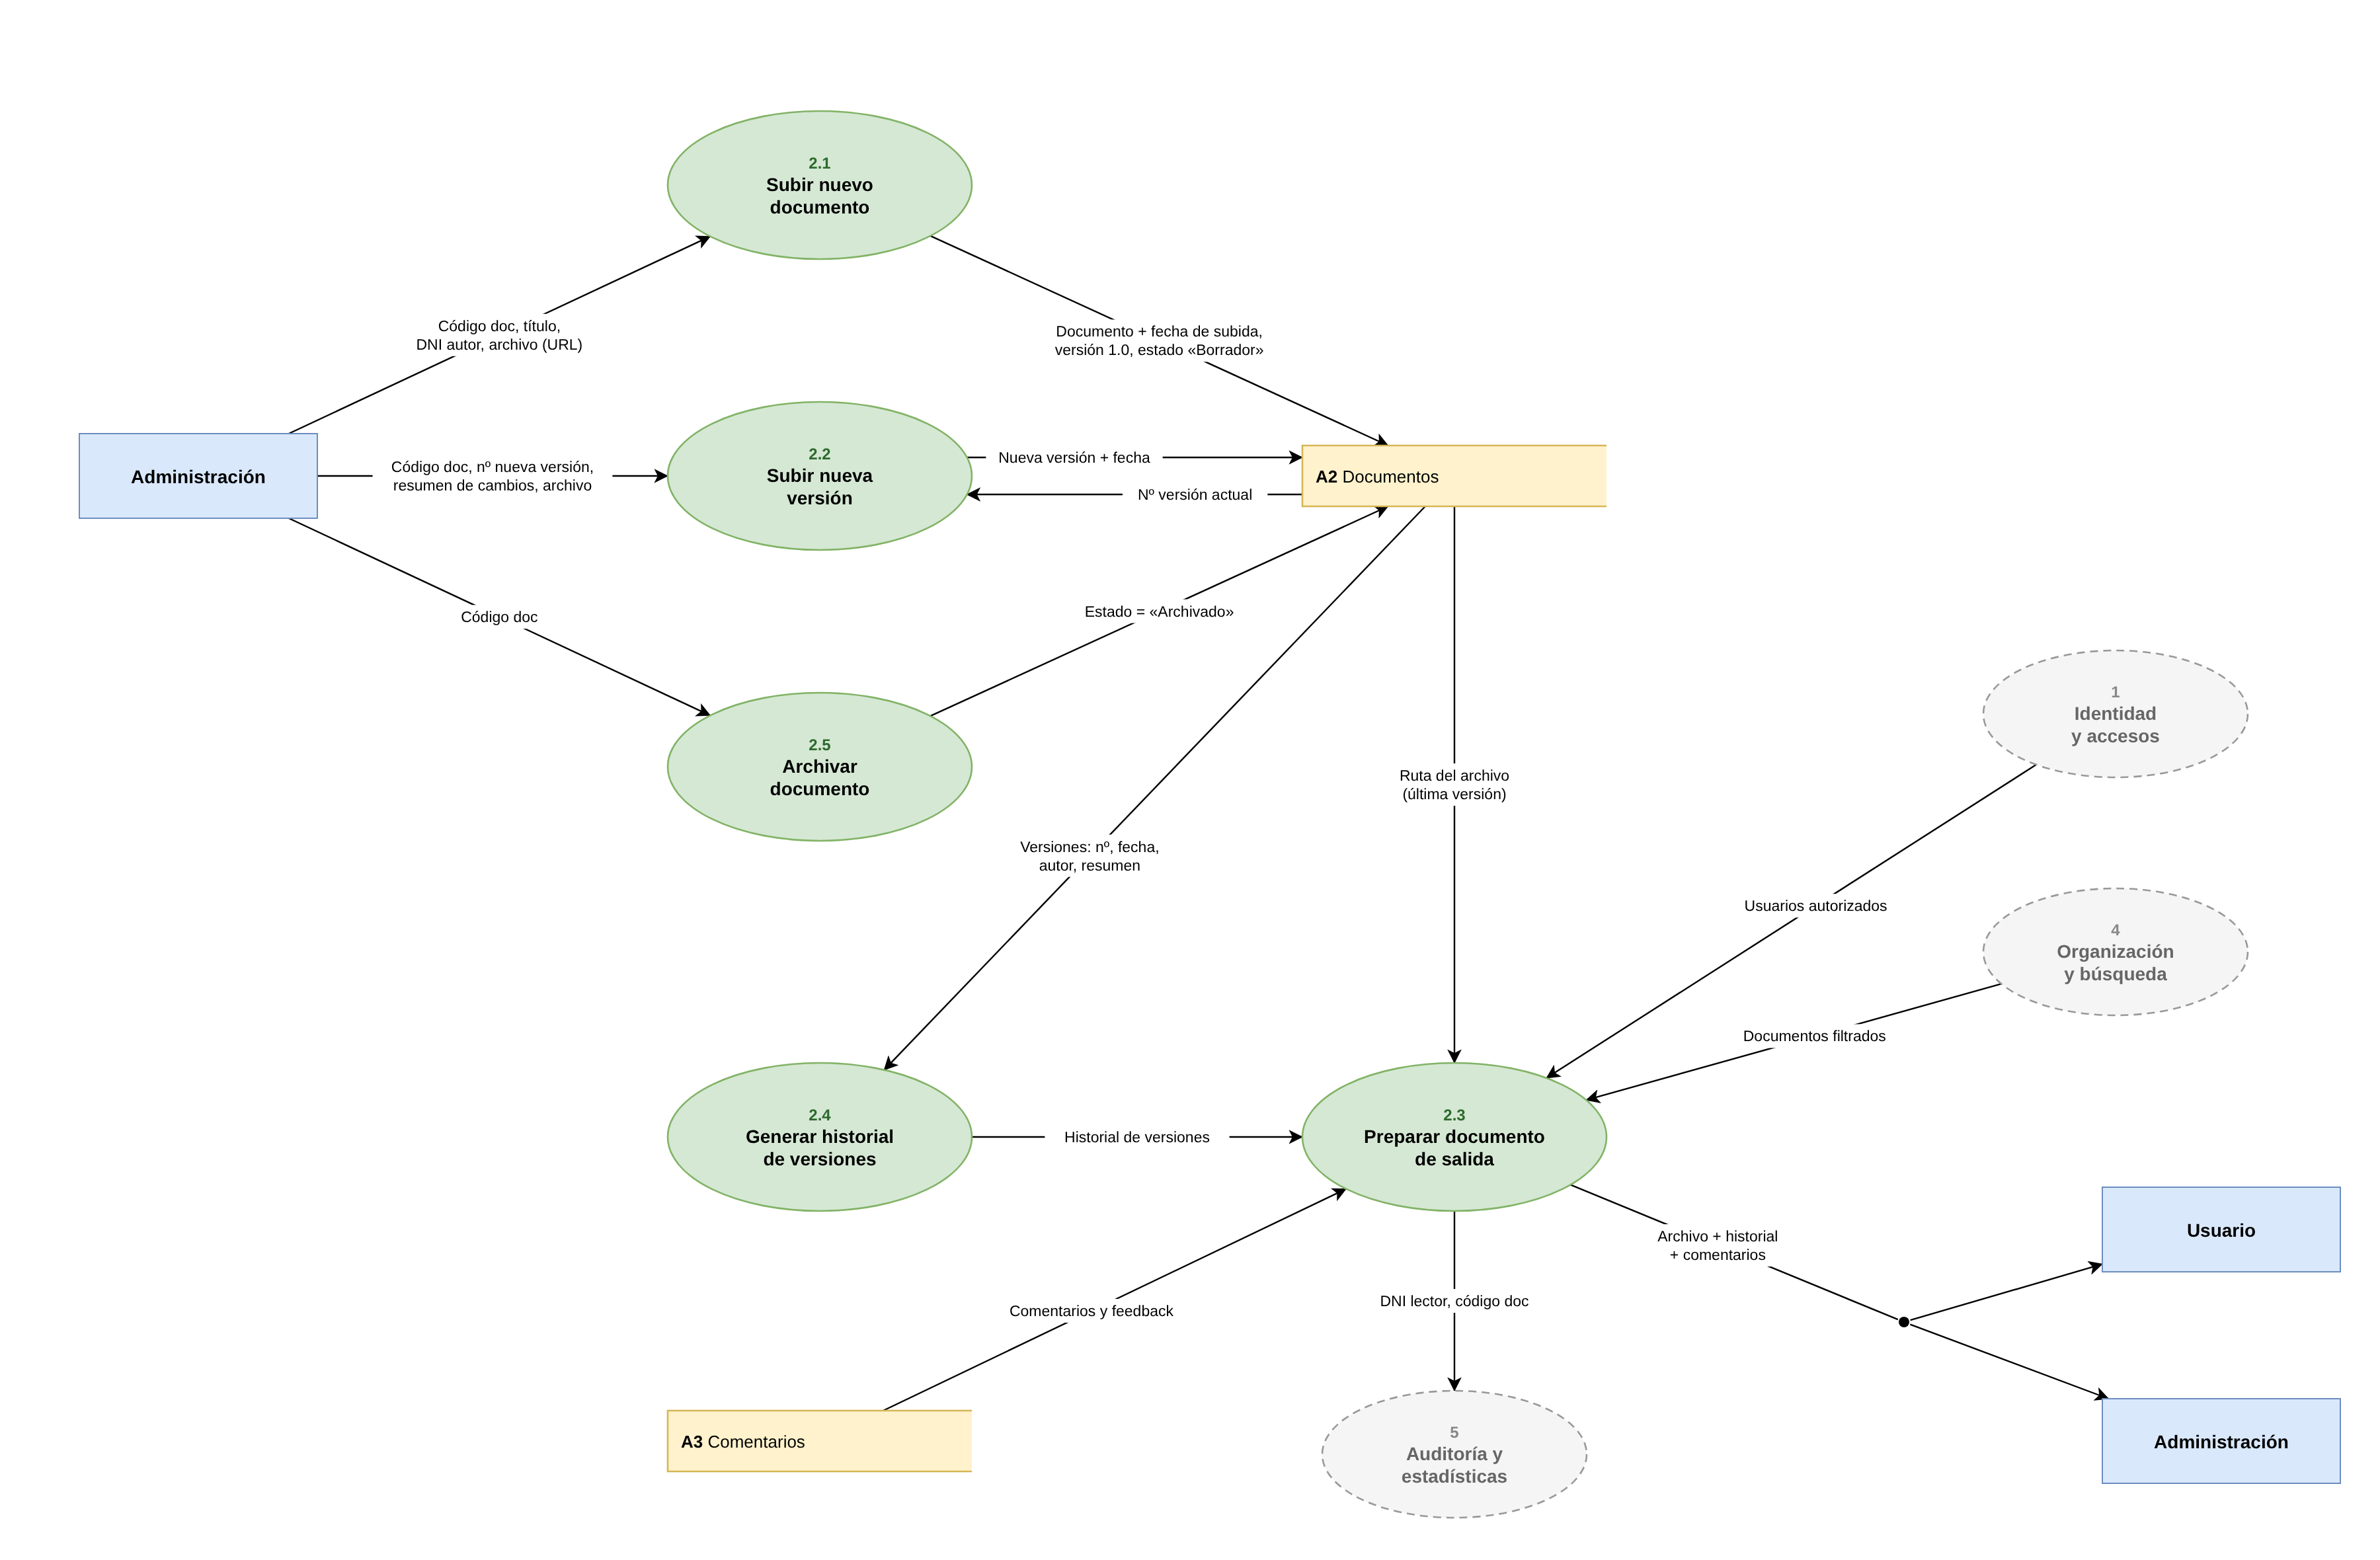 2.1
Subir nuevo
documento
Código doc, título,
DNI autor, archivo (URL)
Documento + fecha de subida,
versión 1.0, estado «Borrador»
Administración
Código doc, nº nueva versión,
resumen de cambios, archivo
2.2
Subir nueva
versión
Nueva versión + fecha
Nº versión actual
A2 Documentos
Código doc
Estado = «Archivado»
2.5
Archivar
documento
1
Identidad
y accesos
Ruta del archivo
(última versión)
Versiones: nº, fecha,
autor, resumen
Usuarios autorizados
4
Organización
y búsqueda
Documentos filtrados
2.4
Generar historial
de versiones
Historial de versiones
2.3
Preparar documento
de salida
Archivo + historial
+ comentarios
Usuario
Comentarios y feedback
DNI lector, código doc
A3 Comentarios
5
Auditoría y
estadísticas
Administración